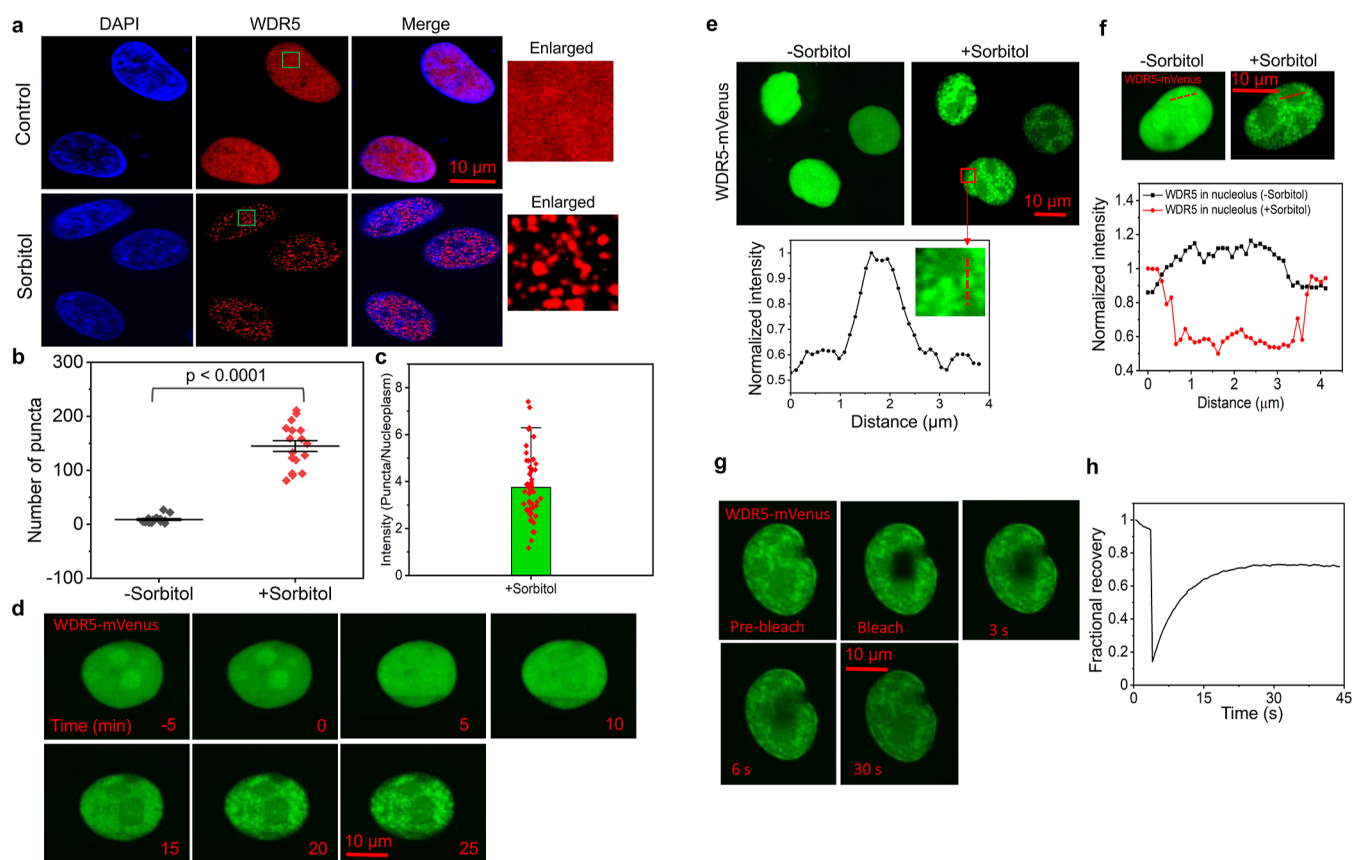 a
DAPI
WDR5
Merge
Enlarged
Control
10 μm
Enlarged
Sorbitol
b
Number of puncta
300
200
100
0
-100
p < 0.0001
-Sorbitol
+Sorbitol
c
Intensity (Puncta/Nucleoplasm)
8
6
4
2
0
+Sorbitol
d
WDR5-mVenus
Time (min)
-5
0
5
10
15
20
10 μm
25
e
-Sorbitol
+Sorbitol
WDR5-mVenus
10 μm
Normalized intensity
1.0
0.9
0.8
0.7
0.6
0.5
0
1
2
3
4
Distance (μm)
f
-Sorbitol
+Sorbitol
WDR5-mVenus
10 μm
Normalized intensity
1.4
1.2
1.0
0.8
0.6
0.4
WDR5 in nucleolus (-Sorbitol)
WDR5 in nucleolus (+Sorbitol)
0
1
2
3
4
Distance (μm)
g
WDR5-mVenus
Pre-bleach
Bleach
3 s
6 s
10 μm
30 s
h
Fractional recovery
1
0.8
0.6
0.4
0.2
0
0
15
30
45
Time (s)